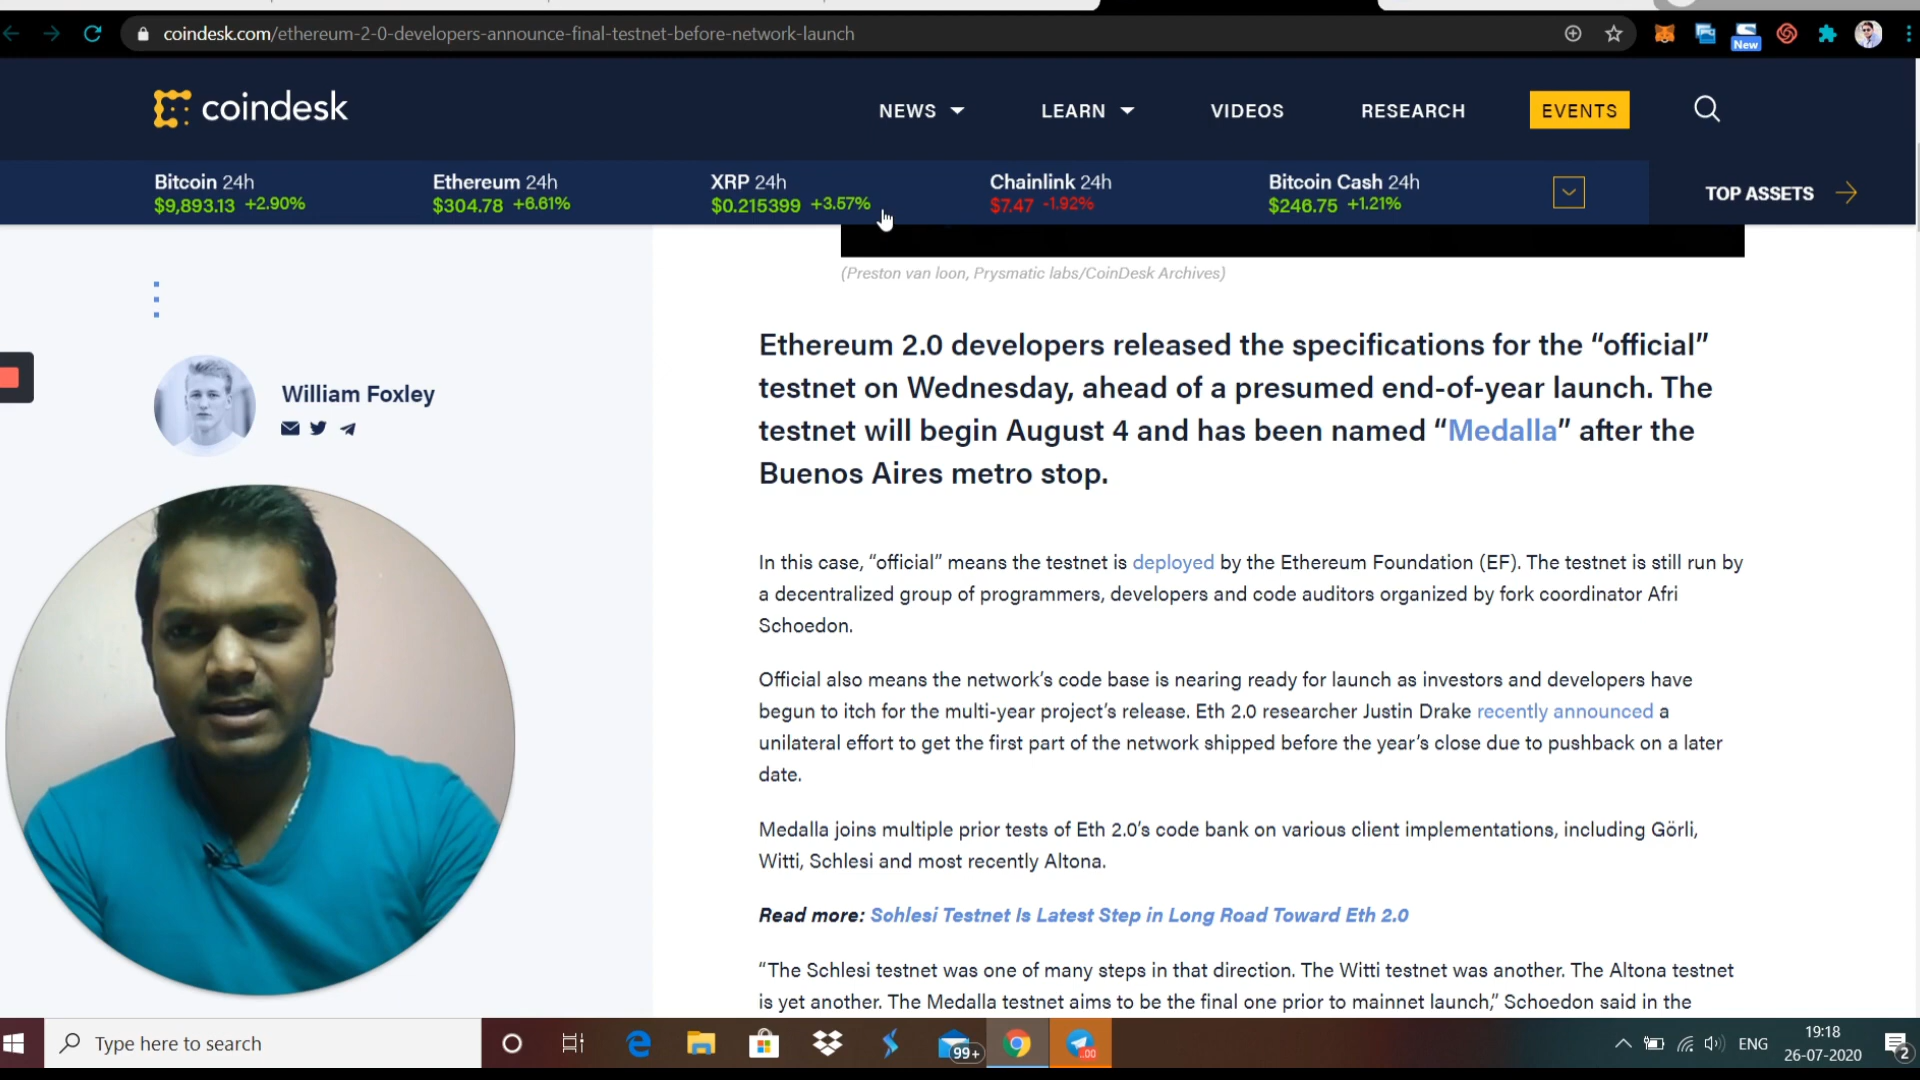 coindesk.com/ethereum-2-0-developers-announce-final-testnet-before-network-launch
New
coindesk
NEWS
LEARN
VIDEOS
RESEARCH
EVENTS
Bitcoin 24h
$9,893.13 +2.90%
Ethereum 24h
$304.78 +6.61%
XRP 24h
$0.215399 +3.57%
Chainlink 24h
$7.47 -1.92%
Bitcoin Cash 24h
$246.75 +1.21%
TOP ASSETS
(Preston van loon, Prysmatic labs/CoinDesk Archives)
William Foxley
Ethereum 2.0 developers released the specifications for the “official”
testnet on Wednesday, ahead of a presumed end-of-year launch. The
testnet will begin August 4 and has been named “Medalla” after the
Buenos Aires metro stop.
In this case, “official” means the testnet is deployed by the Ethereum Foundation (EF). The testnet is still run by
a decentralized group of programmers, developers and code auditors organized by fork coordinator Afri
Schoedon.
Official also means the network’s code base is nearing ready for launch as investors and developers have
begun to itch for the multi-year project’s release. Eth 2.0 researcher Justin Drake recently announced a
unilateral effort to get the first part of the network shipped before the year’s close due to pushback on a later
date.
Medalla joins multiple prior tests of Eth 2.0’s code bank on various client implementations, including Görli,
Witti, Schlesi and most recently Altona.
Read more: Sohlesi Testnet Is Latest Step in Long Road Toward Eth 2.0
“The Schlesi testnet was one of many steps in that direction. The Witti testnet was another. The Altona testnet
is yet another. The Medalla testnet aims to be the final one prior to mainnet launch,” Schoedon said in the
Type here to search
99+
.00
ENG
19:18
26-07-2020
2